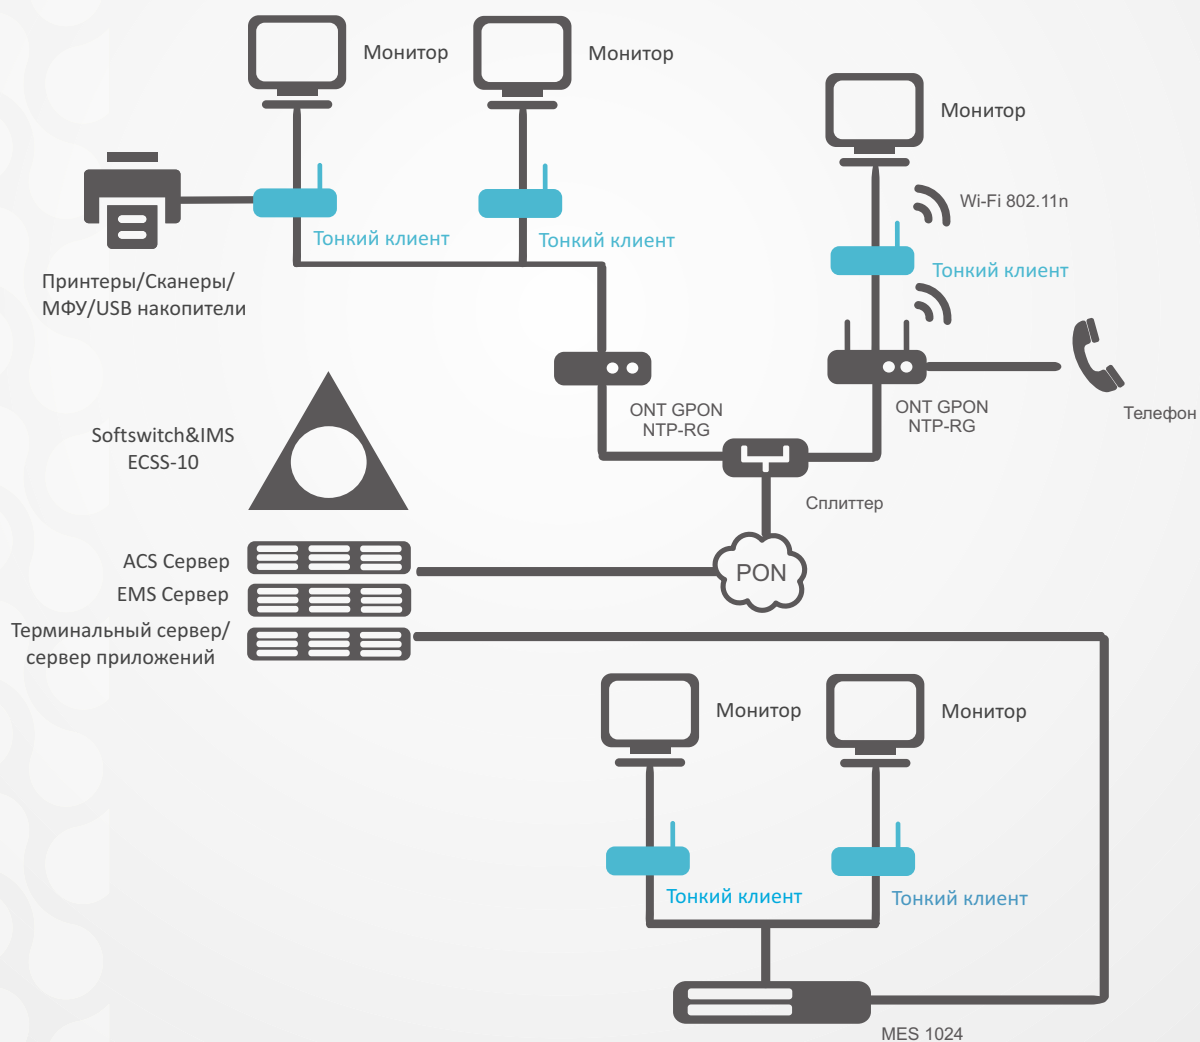 Монитор
Монитор
Монитор
Wi-Fi 802.11n
Тонкий клиент
Тонкий клиент
Тонкий клиент
Принтеры/Сканеры/
МФУ/USB накопители
ONT GPON
NTP-RG
ONT GPON
NTP-RG
Телефон
Softswitch&IMS
ECSS-10
Сплиттер
ACS Сервер
PON
EMS Сервер
Терминальный сервер/
сервер приложений
Монитор
Монитор
Тонкий клиент
Тонкий клиент
MES 1024